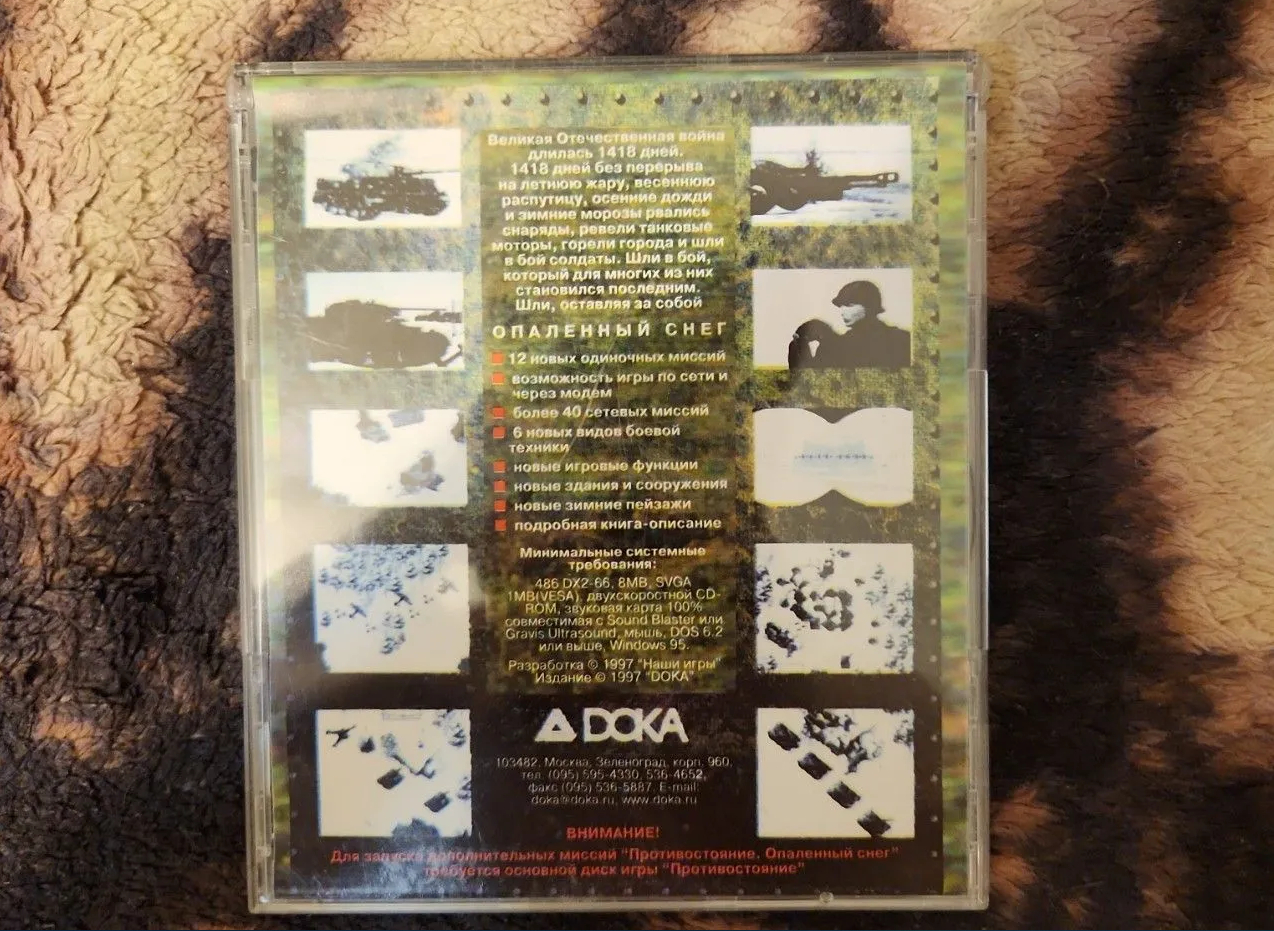 Великая Отечественная война
длилась 1418 дней.
1418 дней без перерыва
на летнюю жару, весеннюю
распутицу, осенние дожди
и зимние морозы рвались
снаряды, ревели танковые
моторы, горели города и шли
в бой солдаты. Шли в бой,
который для многих из них
становился последним.
Шли, оставляя за собой
ОПАЛЕННЫЙ СНЕГ
12 новых одиночных миссий
возможность игры по сети и
через модем
более 40 сетевых миссий
6 новых видов боевой
техники
новые игровые функции
новые здания и сооружения
новые зимние пейзажи
подробная книга-описание
Минимальные системные
требования:
486 DX2-66, 8MB, SVGA
1MB(VESA), двухскоростной CD-
ROM, звуковая карта 100%
совместимая с Sound Blaster или
Gravis Ultrasound, мышь, DOS 6.2
или выше, Windows 95.
Разработка © 1997 "Наши игры"
Издание © 1997 "DOKA"
DOKA
103482, Москва, Зеленоград, корп. 960,
тел. (095) 595-4330, 536-4652,
факс (095) 536-5887. E-mail:
doka@doka.ru, www.doka.ru
ВНИМАНИЕ!
Для запуска дополнительных миссий "Противостояние. Опаленный снег"
требуется основной диск игры "Противостояние"